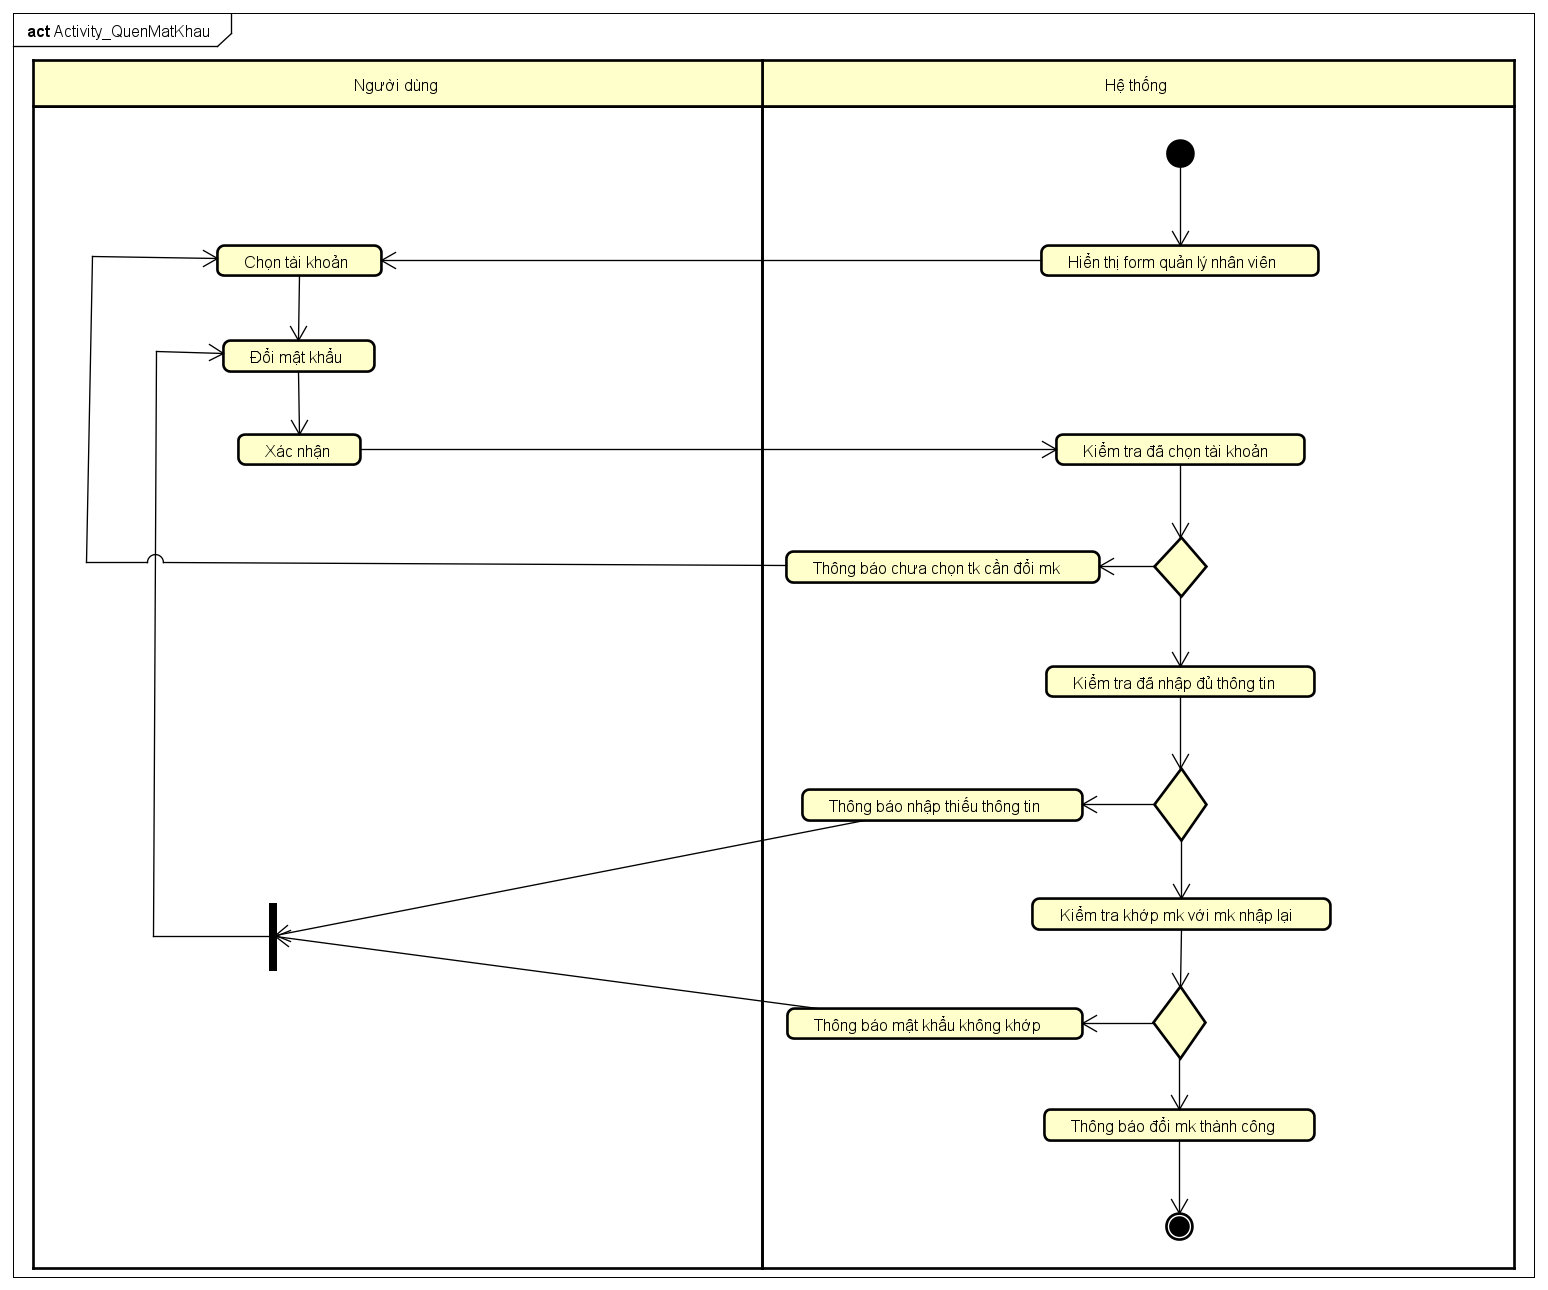 act Activity_QuenMatKhau
Người dùng
Hệ thống
Chọn tài khoản
Hiển thị form quản lý nhân viên
Đổi mật khẩu
Xác nhận
Kiểm tra đã chọn tài khoản
Thông báo chưa chọn tk cần đổi mk
Kiểm tra đã nhập đủ thông tin
Thông báo nhập thiếu thông tin
Kiểm tra khớp mk với mk nhập lại
Thông báo mật khẩu không khớp
Thông báo đổi mk thành công